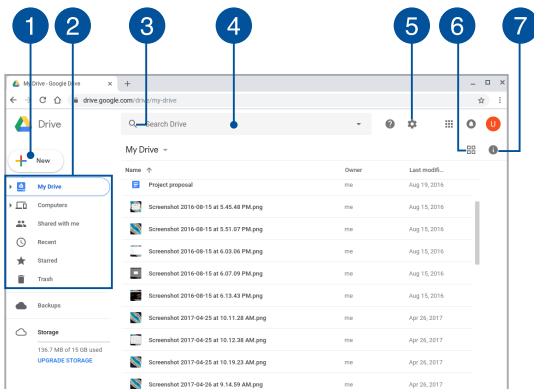 1 2 3 4 5 6 7
My Drive - Google Drive
drive.google.com/drive/my-drive
Drive
Search Drive
U
New
My Drive
Name Owner Last modifi...
My Drive
Computers
Shared with me
Recent
Starred
Trash
Backups
Storage
136.7 MB of 15 GB used
UPGRADE STORAGE
Project proposal me Aug 19, 2016
Screenshot 2016-08-15 at 5.45.48 PM.png me Aug 15, 2016
Screenshot 2016-08-15 at 5.51.07 PM.png me Aug 15, 2016
Screenshot 2016-08-15 at 6.03.06 PM.png me Aug 15, 2016
Screenshot 2016-08-15 at 6.07.09 PM.png me Aug 15, 2016
Screenshot 2016-08-15 at 6.13.43 PM.png me Aug 15, 2016
Screenshot 2017-04-25 at 10.11.28 AM.png me Apr 26, 2017
Screenshot 2017-04-25 at 10.12.38 AM.png me Apr 26, 2017
Screenshot 2017-04-25 at 10.19.23 AM.png me Apr 26, 2017
Screenshot 2017-04-26 at 9.14.59 AM.png me Apr 26, 2017